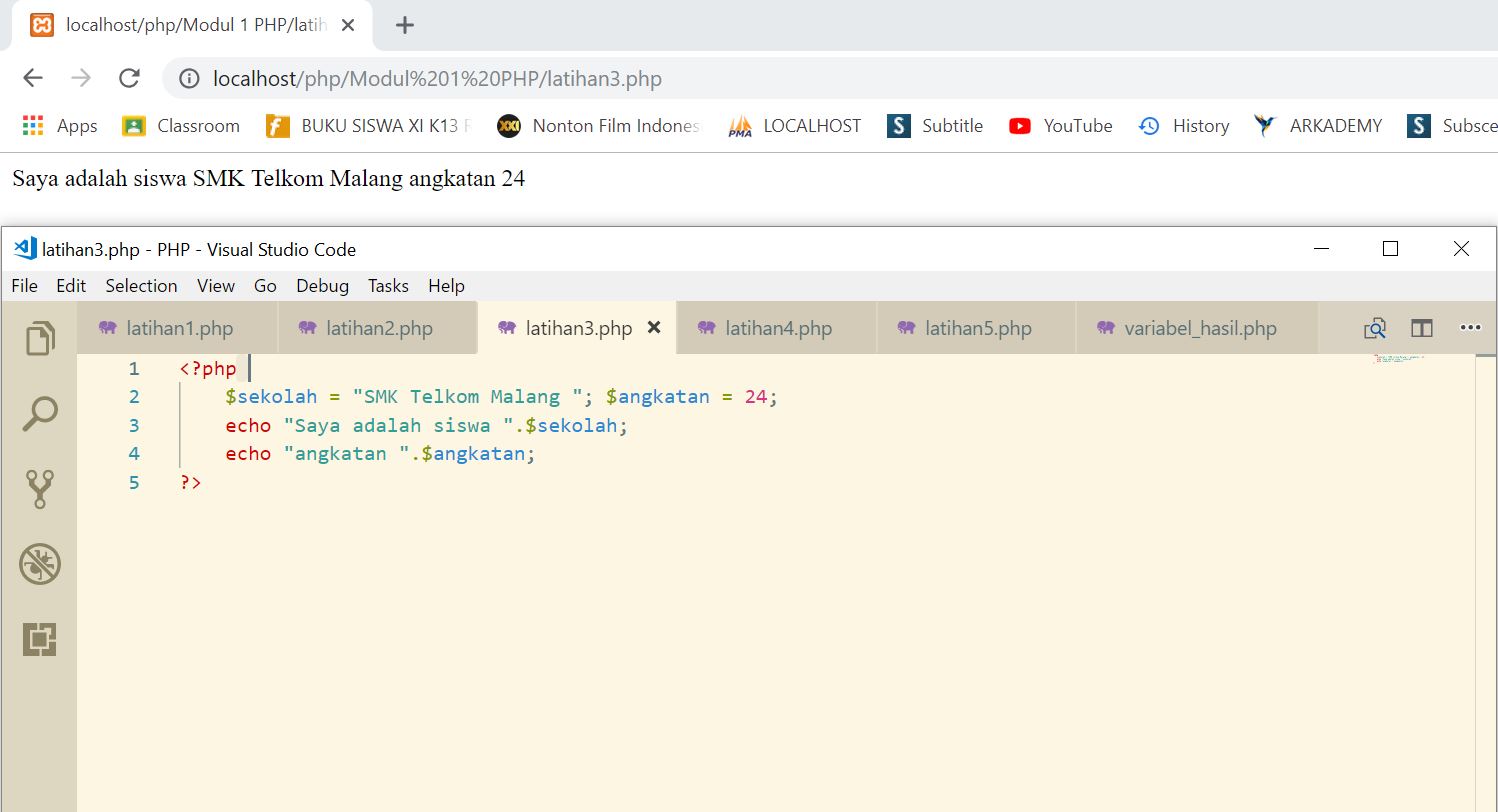 localhost/php/Modul 1 PHP/latih
localhost/php/Modul%201%20PHP/latihan3.php
Apps Classroom BUKU SISWA XI K13 Nonton Film Indones PMA LOCALHOST S Subtitle YouTube History ARKADEMY S Subsce
Saya adalah siswa SMK Telkom Malang angkatan 24
latihan3.php - PHP - Visual Studio Code
File Edit Selection View Go Debug Tasks Help
latihan1.php latihan2.php latihan3.php latihan4.php latihan5.php variabel_hasil.php
1 <?php
2 $sekolah = "SMK Telkom Malang "; $angkatan = 24;
3 echo "Saya adalah siswa ".$sekolah;
4 echo "angkatan ".$angkatan;
5 ?>